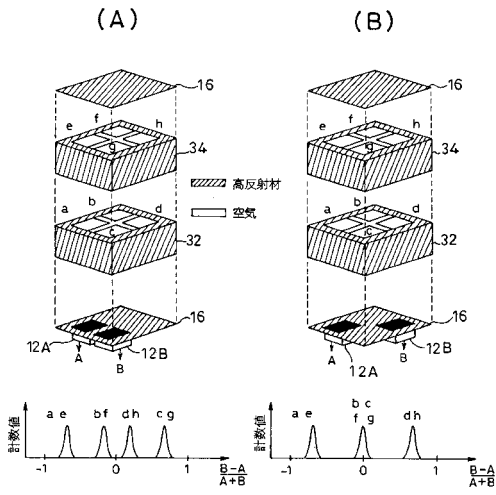 (A)
16
e f h
g
34
a b d
c
32
16
12A
12B
A
B
計数値
a e
b f
d h
c g
-1
0
1
B-A
A+B
高反射材
空気
(B)
16
e f h
g
34
a b d
c
32
16
12A
12B
A
B
計数値
a e
b c
f g
d h
-1
0
1
B-A
A+B